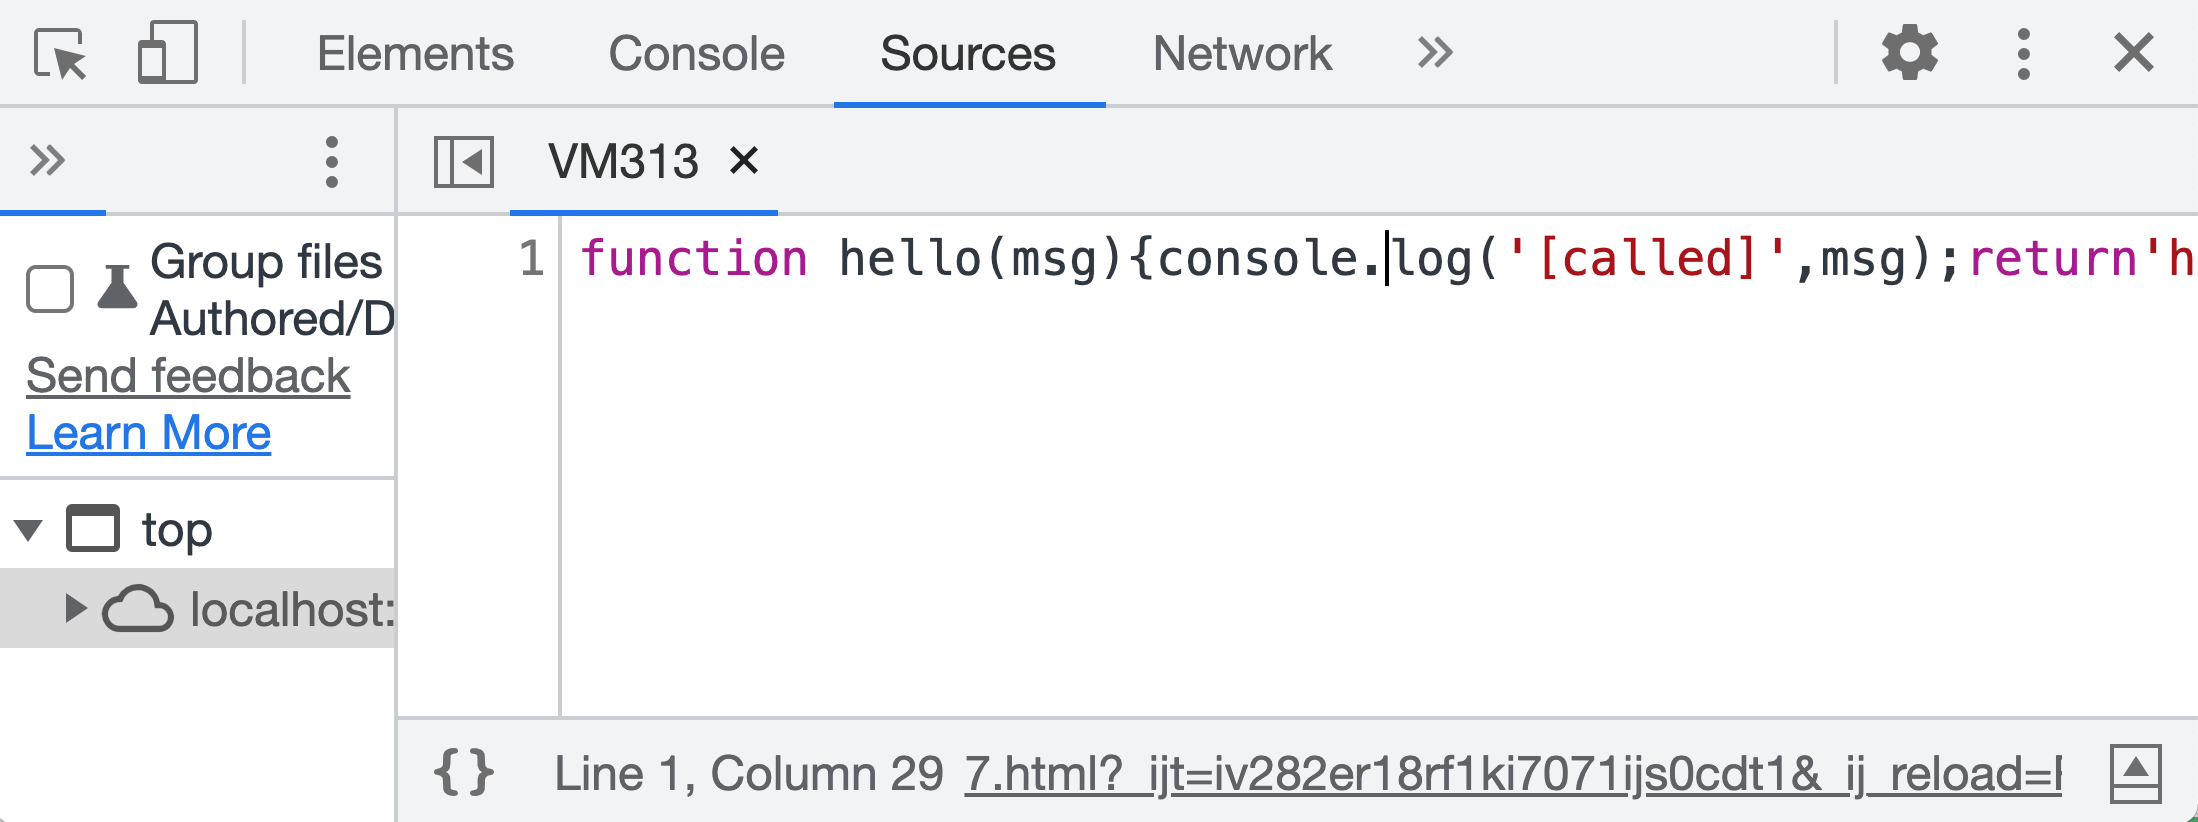 Elements Console Sources Network
VM313
Group files
Authored/D
Send feedback
Learn More
top
localhost:
1 function hello(msg){console.log('[called]',msg);return'h
{} Line 1, Column 29 7.html?_ijt=iv282er18rf1ki7071ijs0cdt1&_ij_reload=